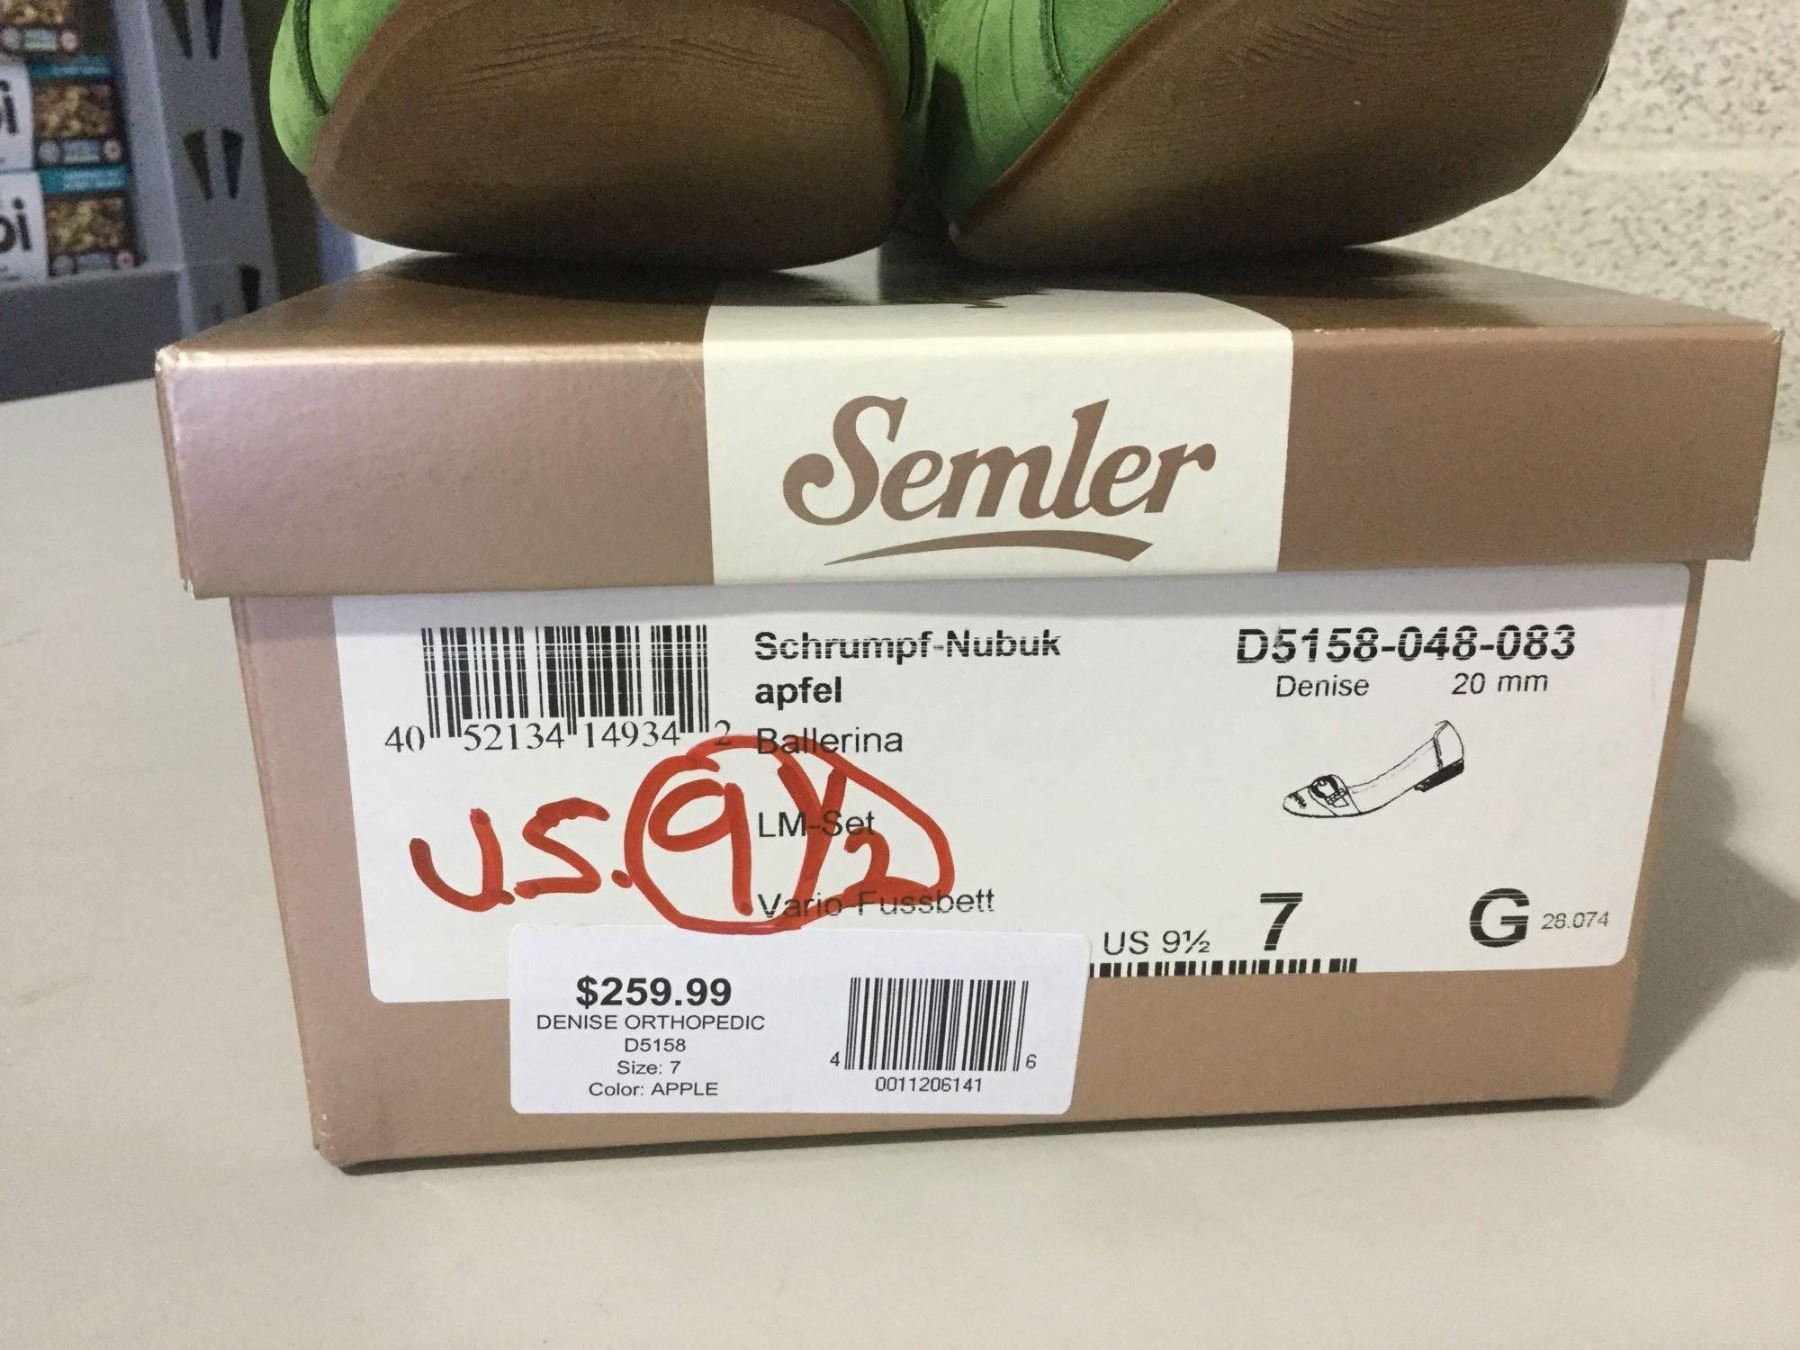 Semler
Schrumpf-Nubuk
apfel
Ballerina
LM-Set
Vario-Fussbett
40 52134 14934 2
D5158-048-083
Denise 20 mm
U.S. 9 1/2
US 9½ 7 G 28.074
$259.99
DENISE ORTHOPEDIC
D5158
Size: 7
Color: APPLE
4 0011206141 6